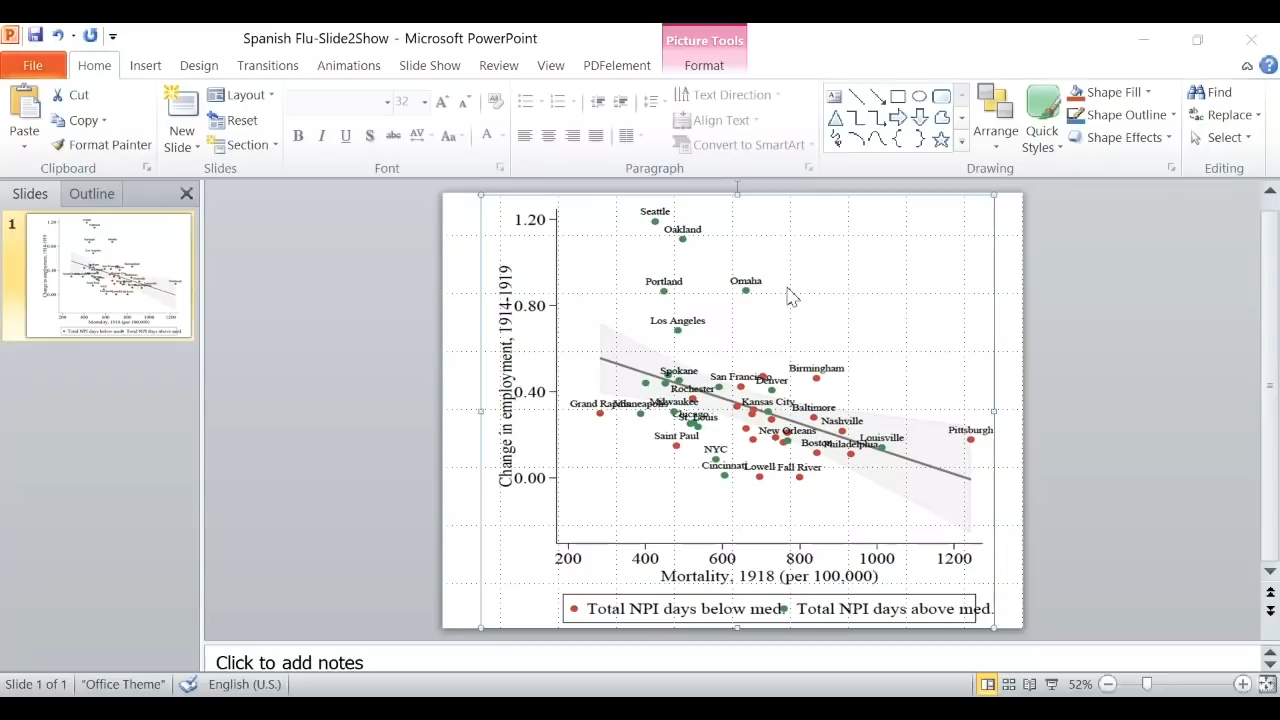 Spanish Flu-Slide2Show - Microsoft PowerPoint
Picture Tools
File Home Insert Design Transitions Animations Slide Show Review View PDFelement Format
Paste
Cut
Copy
Format Painter
Clipboard
New Slide
Layout
Reset
Section
Slides
32
B I U S abc AV Aa A
Font
Text Direction
Align Text
Convert to SmartArt
Paragraph
Arrange
Quick Styles
Shape Fill
Shape Outline
Shape Effects
Drawing
Find
Replace
Select
Editing
Slides Outline
1
Change in employment, 1914-1919
1.20
0.80
0.40
0.00
Seattle
Oakland
Portland
Omaha
Los Angeles
Spokane
San Francisco
Birmingham
Denver
Rochester
Grand Rapids
Minneapolis
Milwaukee
Kansas City
Baltimore
Chicago
St Louis
Nashville
New Orleans
Pittsburgh
Saint Paul
Boston
Philadelphia
Louisville
NYC
Cincinnati
Lowell
Fall River
200 400 600 800 1000 1200
Mortality, 1918 (per 100,000)
Total NPI days below med. Total NPI days above med.
Click to add notes
Slide 1 of 1 "Office Theme" English (U.S.) 52%